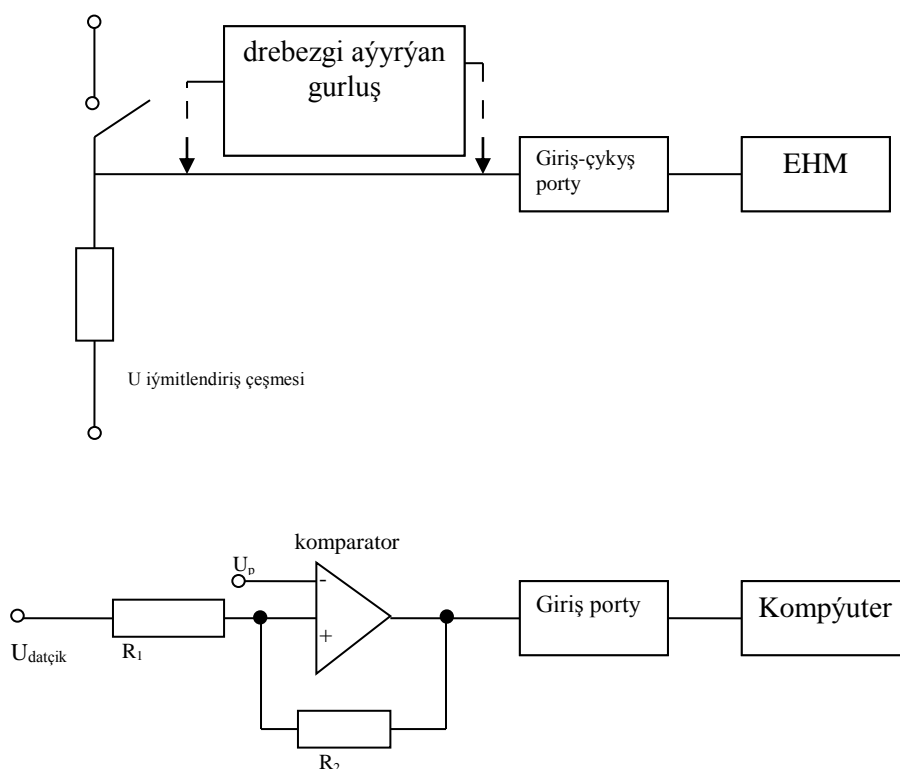 drebezgi aýyrýan
gurluş
Giriş-çykyş
porty
EHM
U iýmitlendiriş çeşmesi
komparator
Up
-
+
Udatçik
R1
R2
Giriş porty
Kompýuter